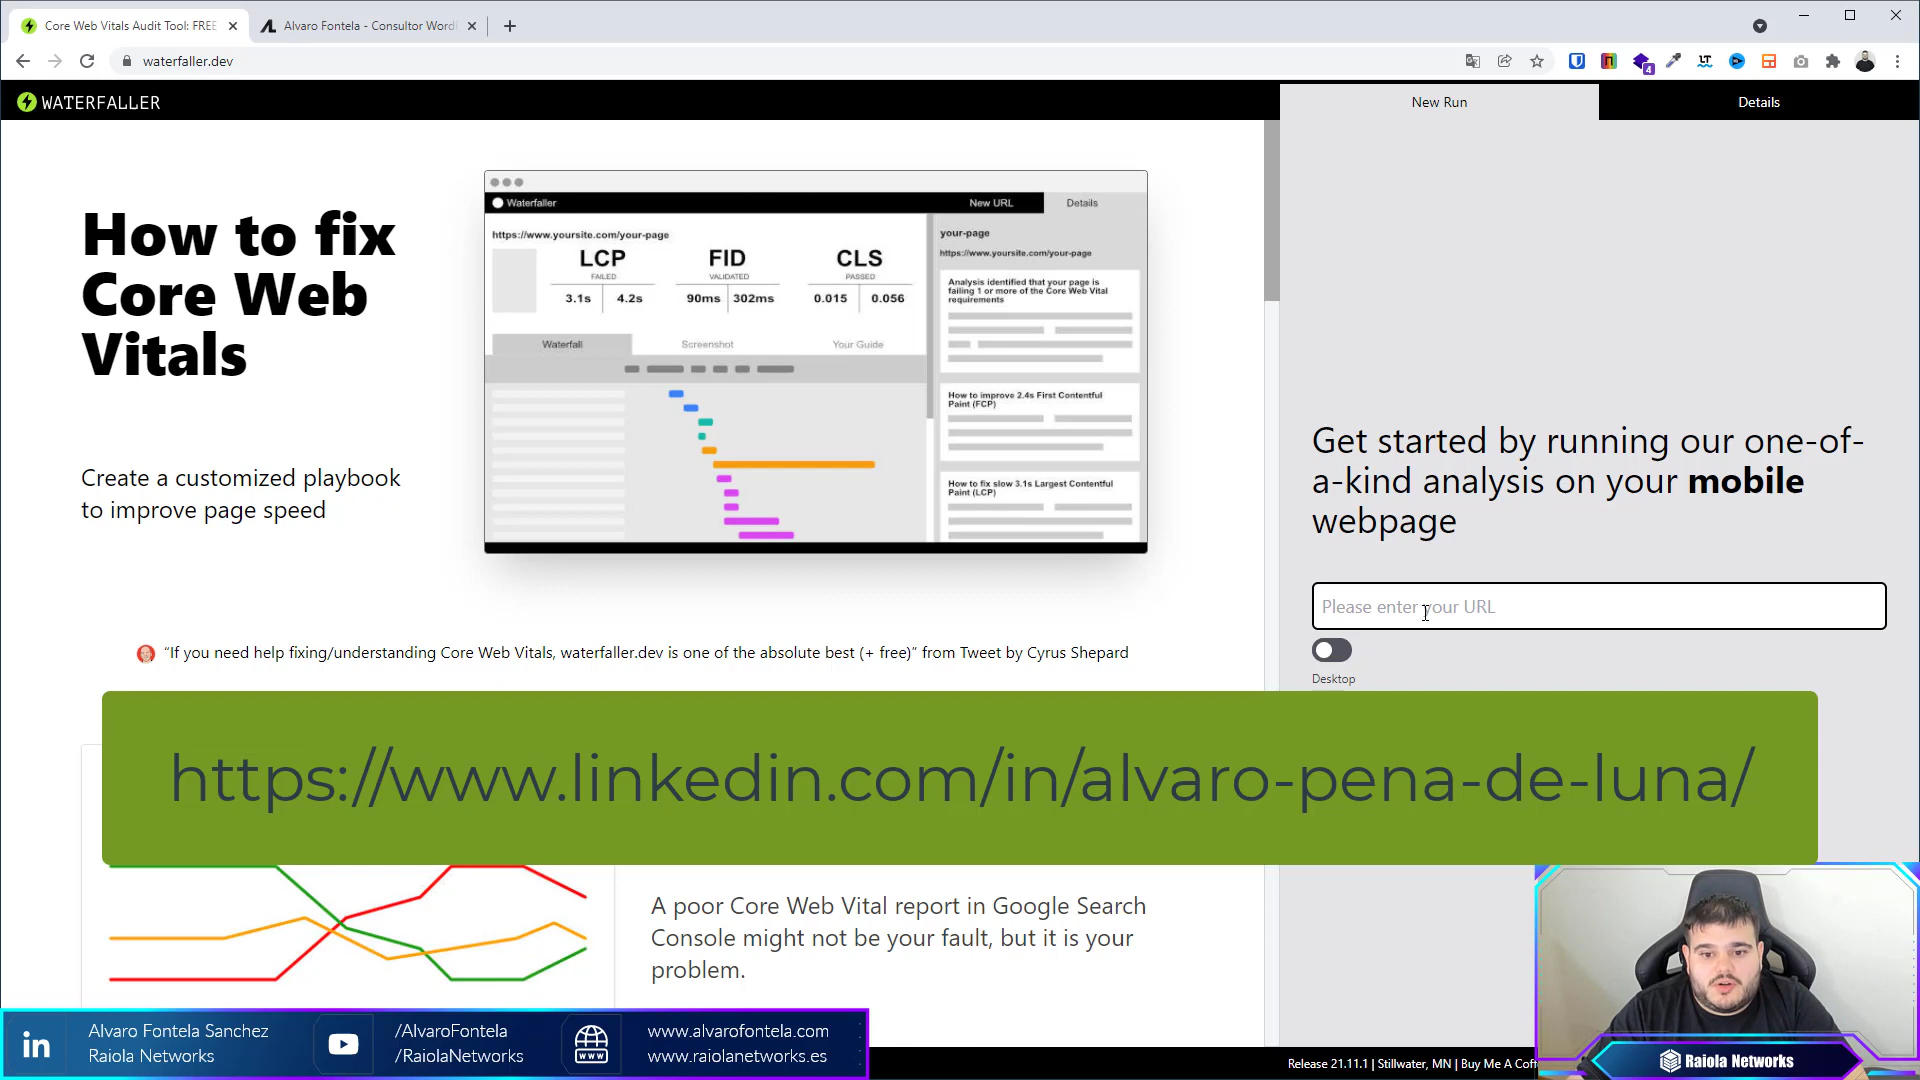 Core Web Vitals Audit Tool: FREE
Alvaro Fontela - Consultor Word
waterfaller.dev
4
WATERFALLER
New Run
Details
How to fix
Core Web
Vitals
Create a customized playbook
to improve page speed
Waterfaller
New URL
Details
https://www.yoursite.com/your-page
LCP
FID
CLS
FAILED
VALIDATED
PASSED
3.1s
4.2s
90ms
302ms
0.015
0.056
Waterfall
Screenshot
Your Guide
your-page
https://www.yoursite.com/your-page
Analysis identified that your page is
failing 1 or more of the Core Web Vital
requirements
How to improve 2.4s First Contentful
Paint (FCP)
How to fix slow 3.1s Largest Contentful
Paint (LCP)
Get started by running our one-of-
a-kind analysis on your mobile
webpage
Please enter your URL
Desktop
“If you need help fixing/understanding Core Web Vitals, waterfaller.dev is one of the absolute best (+ free)” from Tweet by Cyrus Shepard
https://www.linkedin.com/in/alvaro-pena-de-luna/
A poor Core Web Vital report in Google Search
Console might not be your fault, but it is your
problem.
in
Alvaro Fontela Sanchez
Raiola Networks
/AlvaroFontela
/RaiolaNetworks
WWW
www.alvarofontela.com
www.raiolanetworks.es
Release 21.11.1 | Stillwater, MN | Buy Me A Coff
Raiola Networks